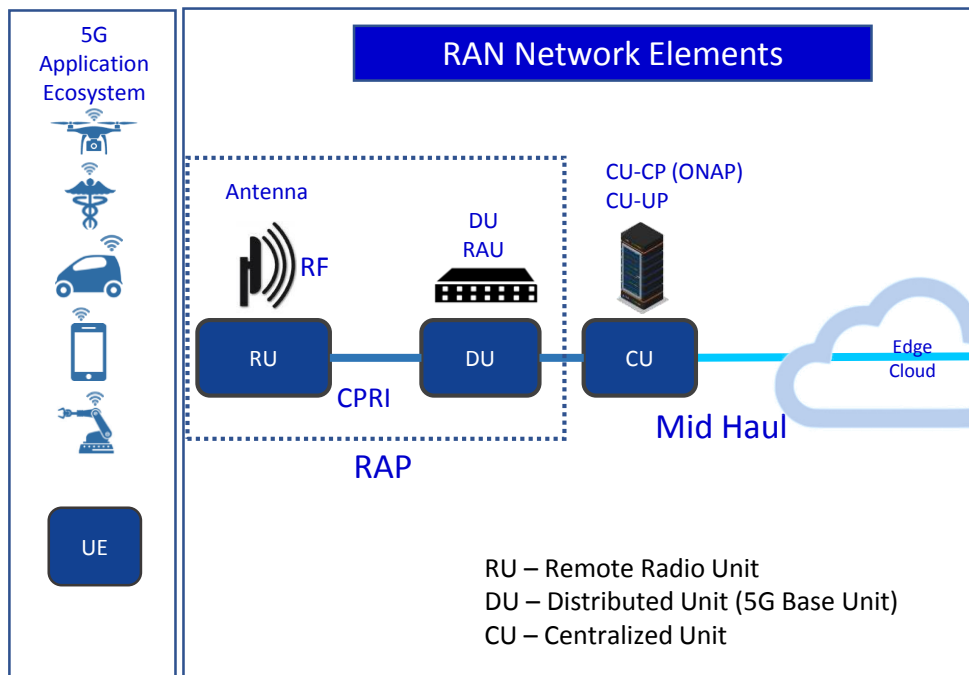 5G
Application
Ecosystem
UE
RAN Network Elements
Antenna
RF
DU
RAU
CU-CP (ONAP)
CU-UP
RU
DU
CU
Edge
Cloud
CPRI
Mid Haul
RAP
RU – Remote Radio Unit
DU – Distributed Unit (5G Base Unit)
CU – Centralized Unit